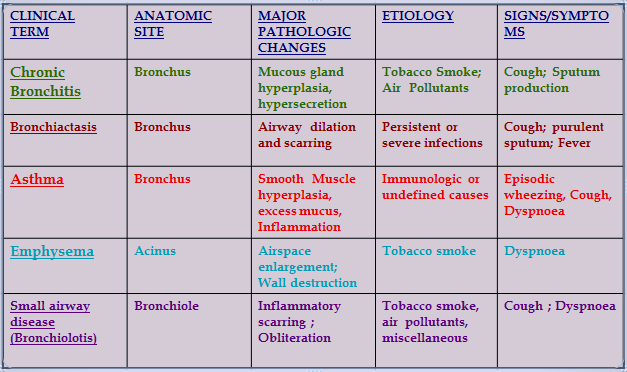 CLINICAL TERM
ANATOMIC SITE
MAJOR PATHOLOGIC CHANGES
ETIOLOGY
SIGNS/SYMPTO
MS
Chronic
Bronchitis
Bronchus
Mucous gland
hyperplasia,
hypersecretion
Tobacco Smoke;
Air Pollutants
Cough; Sputum
production
Bronchiactasis
Bronchus
Airway dilation
and scarring
Persistent or
severe infections
Cough; purulent
sputum; Fever
Asthma
Bronchus
Smooth Muscle
hyperplasia,
excess mucus,
Inflammation
Immunologic or
undefined causes
Episodic
wheezing, Cough,
Dyspnoea
Emphysema
Acinus
Airspace
enlargement;
Wall destruction
Tobacco smoke
Dyspnoea
Small airway
disease
(Bronchiolotis)
Bronchiole
Inflammatory
scarring ;
Obliteration
Tobacco smoke,
air pollutants,
miscellaneous
Cough ; Dyspnoea